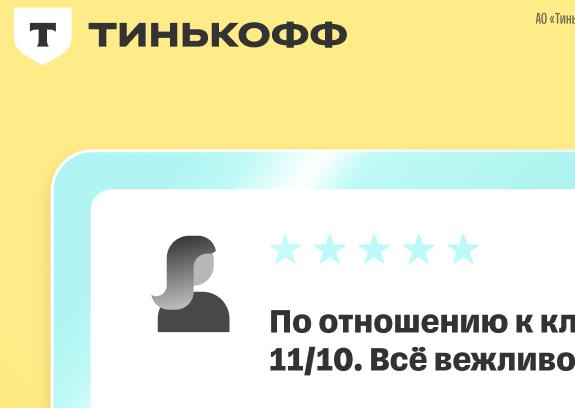 Т ТИНЬКОФФ
АО «Тинь
По отношению к кл
11/10. Всё вежливо